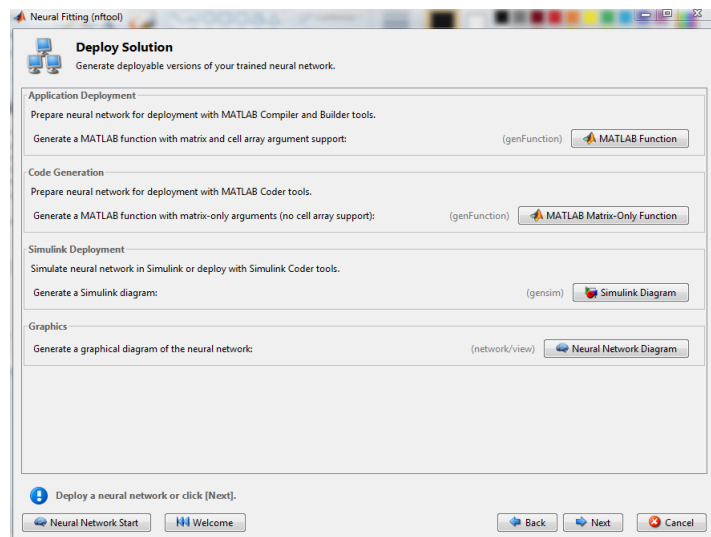 Neural Fitting (nftool)
Deploy Solution
Generate deployable versions of your trained neural network.
Application Deployment
Prepare neural network for deployment with MATLAB Compiler and Builder tools.
Generate a MATLAB function with matrix and cell array argument support: (genFunction) MATLAB Function
Code Generation
Prepare neural network for deployment with MATLAB Coder tools.
Generate a MATLAB function with matrix-only arguments (no cell array support): (genFunction) MATLAB Matrix-Only Function
Simulink Deployment
Simulate neural network in Simulink or deploy with Simulink Coder tools.
Generate a Simulink diagram: (gensim) Simulink Diagram
Graphics
Generate a graphical diagram of the neural network: (network/view) Neural Network Diagram
Deploy a neural network or click [Next].
Neural Network Start Welcome Back Next Cancel